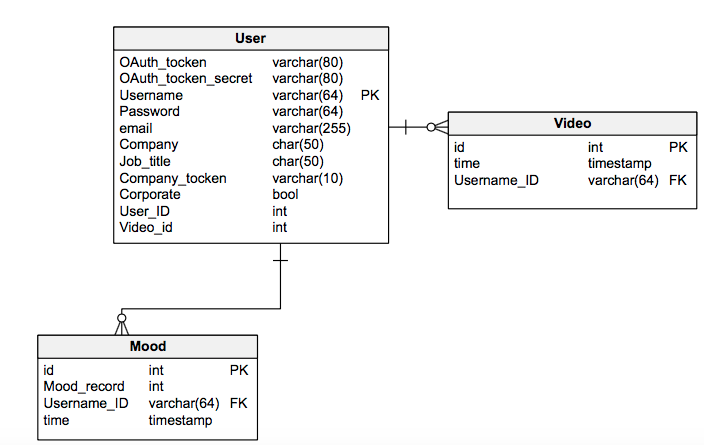 User
OAuth_tocken varchar(80)
OAuth_tocken_secret varchar(80)
Username varchar(64) PK
Password varchar(64)
email varchar(255)
Company char(50)
Job_title char(50)
Company_tocken varchar(10)
Corporate bool
User_ID int
Video_id int
Video
id int PK
time timestamp
Username_ID varchar(64) FK
Mood
id int PK
Mood_record int
Username_ID varchar(64) FK
time timestamp